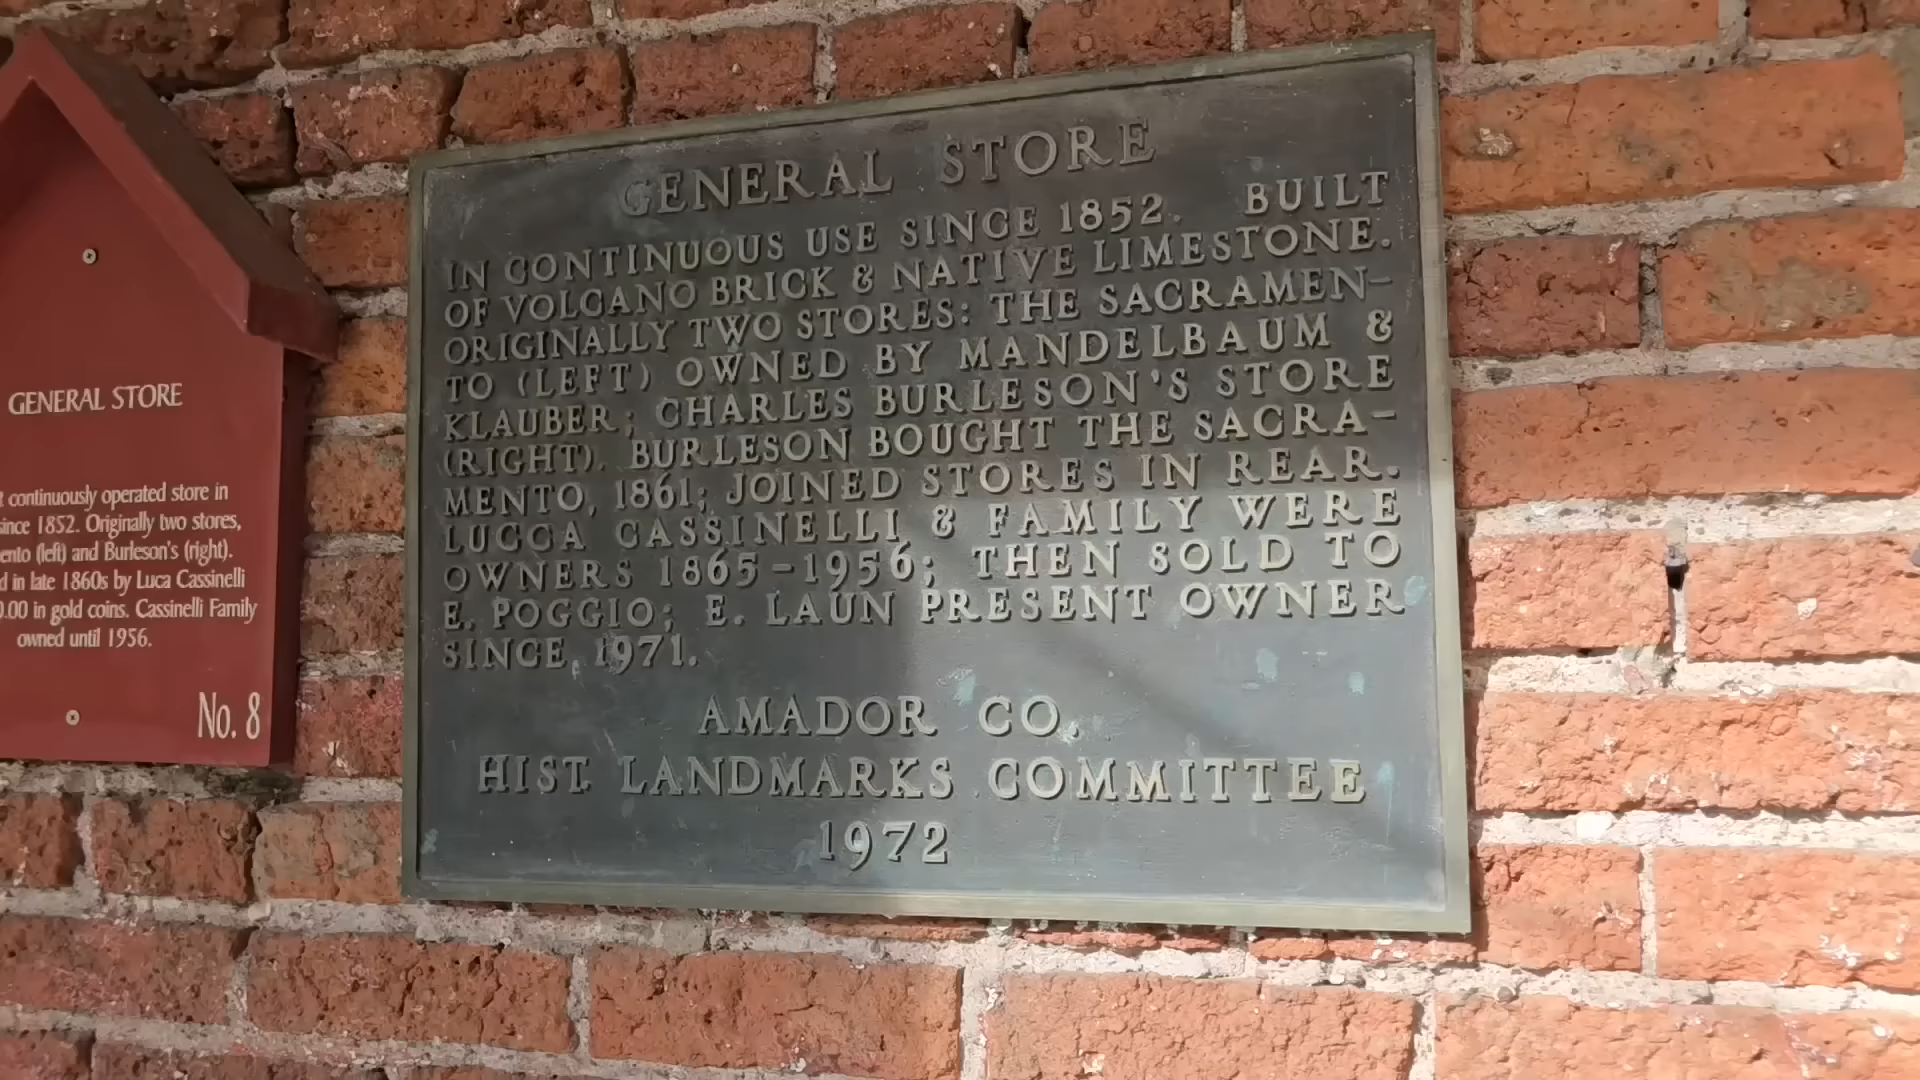 GENERAL STORE
t continuously operated store in
since 1852. Originally two stores,
ento (left) and Burleson's (right).
d in late 1860s by Luca Cassinelli
0.00 in gold coins. Cassinelli Family
owned until 1956.
No. 8
GENERAL STORE
IN CONTINUOUS USE SINCE 1852. BUILT
OF VOLCANO BRICK & NATIVE LIMESTONE.
ORIGINALLY TWO STORES: THE SACRAMEN-
TO (LEFT) OWNED BY MANDELBAUM &
KLAUBER; CHARLES BURLESON'S STORE
(RIGHT). BURLESON BOUGHT THE SACRA-
MENTO, 1861; JOINED STORES IN REAR.
LUCCA CASSINELLI & FAMILY WERE
OWNERS 1865-1956; THEN SOLD TO
E. POGGIO; E. LAUN PRESENT OWNER
SINCE 1971.
AMADOR CO.
HIST. LANDMARKS COMMITTEE
1972